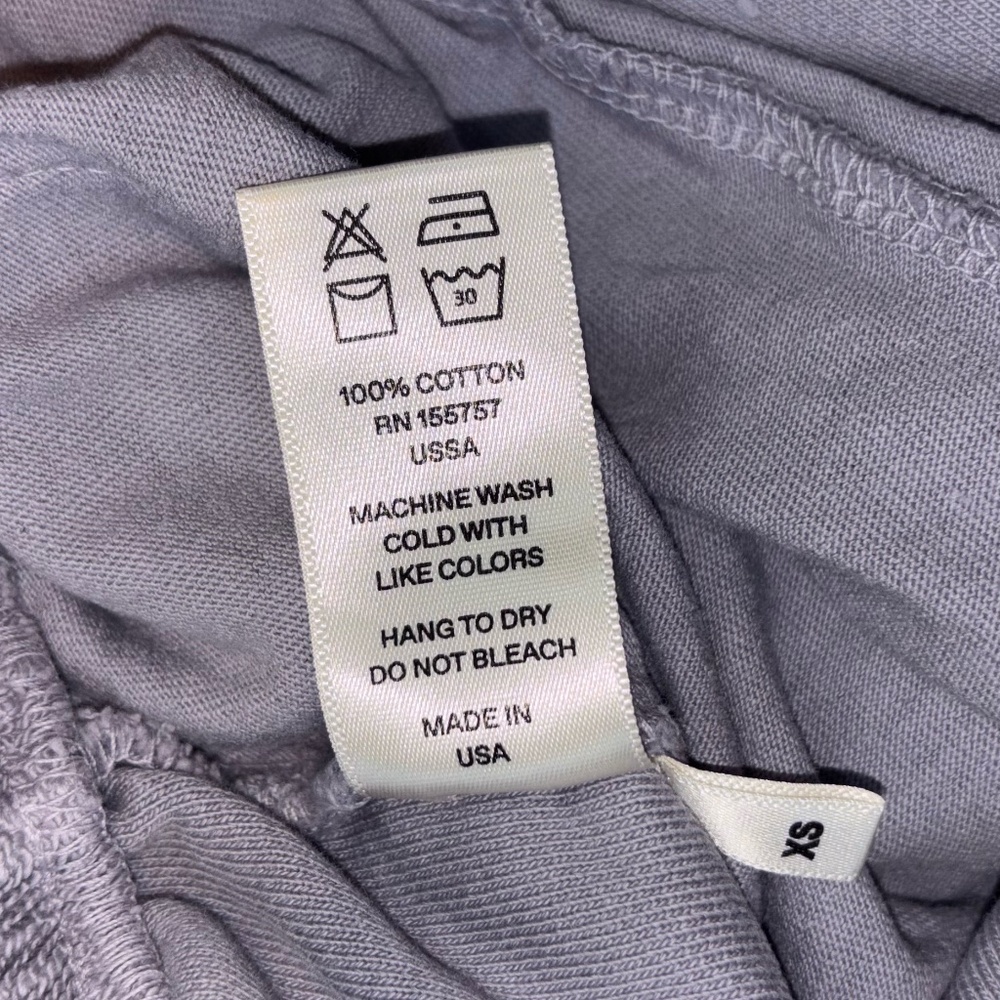 30
100% COTTON
RN 155757
USSA
MACHINE WASH
COLD WITH
LIKE COLORS
HANG TO DRY
DO NOT BLEACH
MADE IN
USA
XS